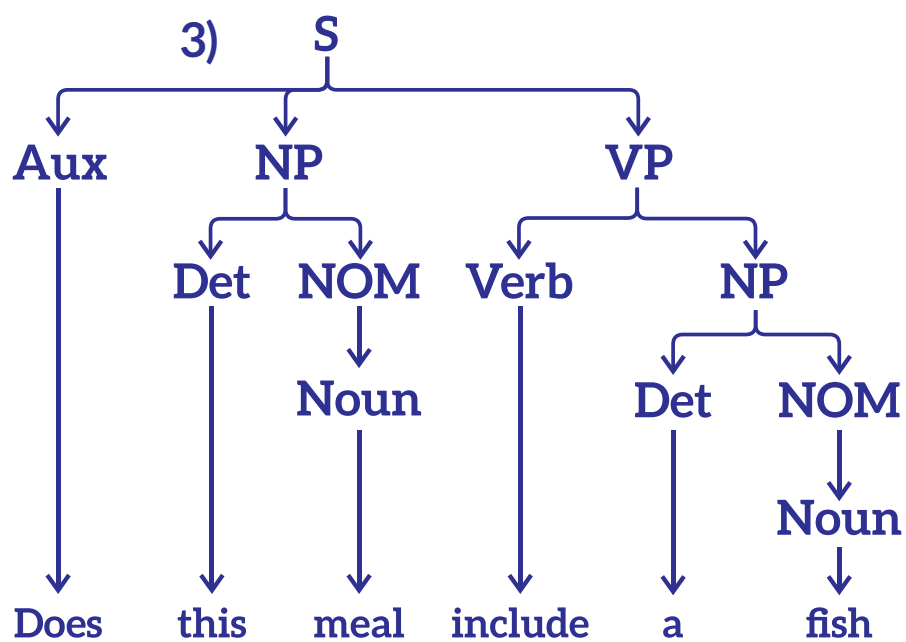 3) S
Aux NP VP
Det NOM Verb NP
Noun Det NOM
Noun
Does this meal include a fish